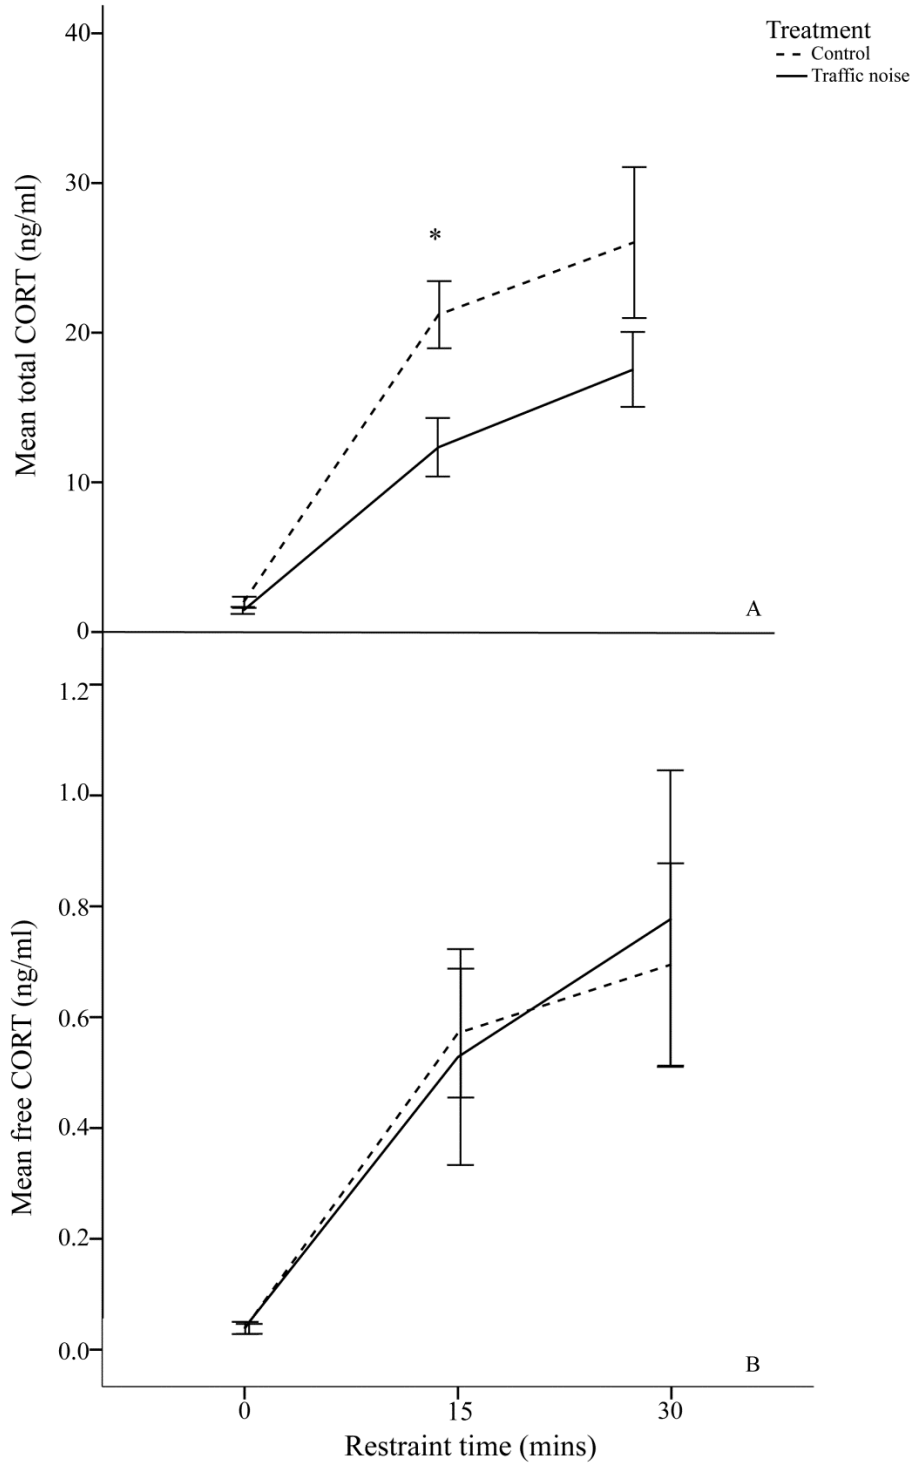 Treatment
Control
Traffic noise
Mean total CORT (ng/ml)
40
30
*
20
10
0
A
Mean free CORT (ng/ml)
1.2
1.0
0.8
0.6
0.4
0.2
0.0
B
0 15 30
Restraint time (mins)